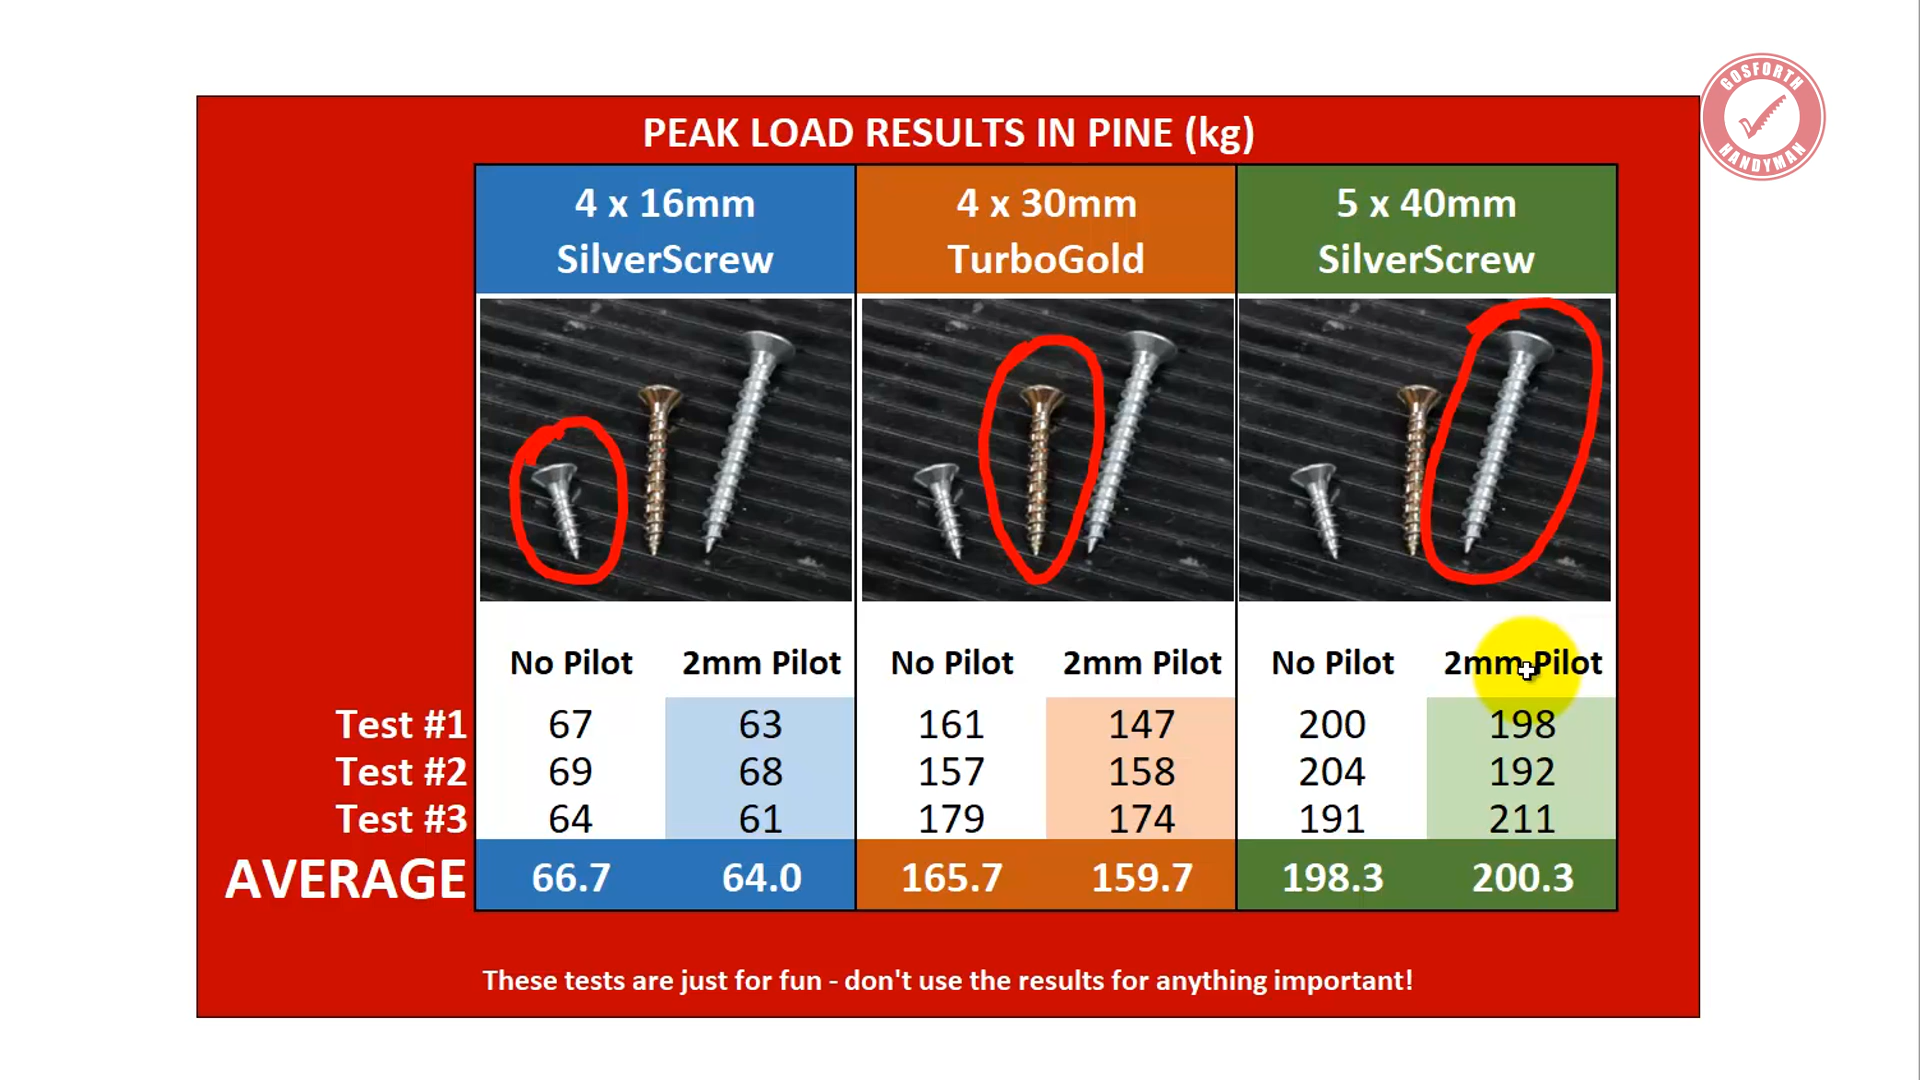 GOSFORTH
HANDYMAN
PEAK LOAD RESULTS IN PINE (kg)
4 x 16mm 4 x 30mm 5 x 40mm
SilverScrew TurboGold SilverScrew
No Pilot 2mm Pilot No Pilot 2mm Pilot No Pilot 2mm Pilot
Test #1 67 63 161 147 200 198
Test #2 69 68 157 158 204 192
Test #3 64 61 179 174 191 211
AVERAGE 66.7 64.0 165.7 159.7 198.3 200.3
These tests are just for fun - don't use the results for anything important!